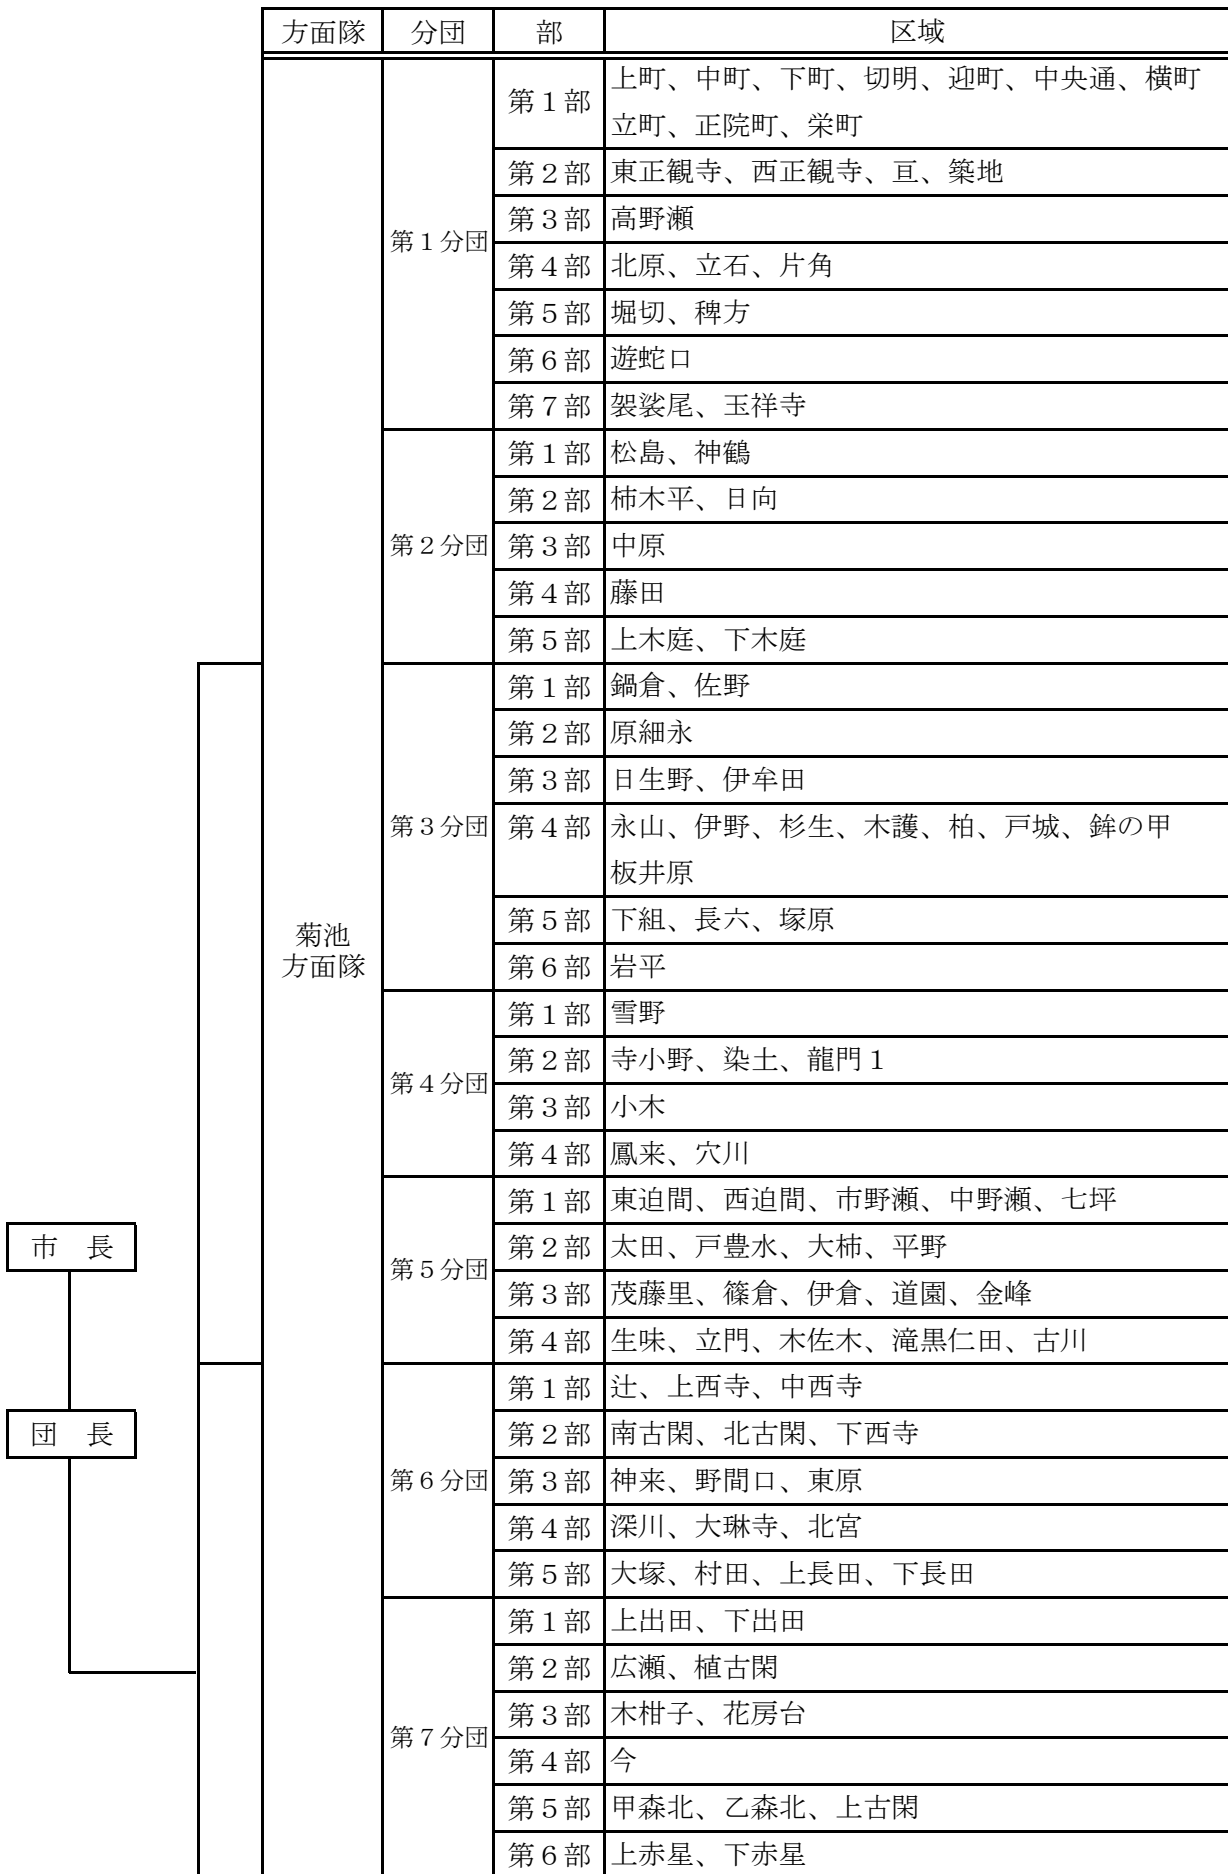 方面隊 分団 部 区域
菊池
方面隊
第１分団
第１部 上町、中町、下町、切明、迎町、中央通、横町
立町、正院町、栄町
第２部 東正観寺、西正観寺、亘、築地
第３部 高野瀬
第４部 北原、立石、片角
第５部 堀切、稗方
第６部 遊蛇口
第７部 袈裟尾、玉祥寺
第２分団
第１部 松島、神鶴
第２部 柿木平、日向
第３部 中原
第４部 藤田
第５部 上木庭、下木庭
第３分団
第１部 鍋倉、佐野
第２部 原細永
第３部 日生野、伊牟田
第４部 永山、伊野、杉生、木護、柏、戸城、鉾の甲
板井原
第５部 下組、長六、塚原
第６部 岩平
第４分団
第１部 雪野
第２部 寺小野、染土、龍門１
第３部 小木
第４部 鳳来、穴川
第５分団
第１部 東迫間、西迫間、市野瀬、中野瀬、七坪
第２部 太田、戸豊水、大柿、平野
第３部 茂藤里、篠倉、伊倉、道園、金峰
第４部 生味、立門、木佐木、滝黒仁田、古川
第６分団
第１部 辻、上西寺、中西寺
第２部 南古閑、北古閑、下西寺
第３部 神来、野間口、東原
第４部 深川、大琳寺、北宮
第５部 大塚、村田、上長田、下長田
第７分団
第１部 上出田、下出田
第２部 広瀬、植古閑
第３部 木柑子、花房台
第４部 今
第５部 甲森北、乙森北、上古閑
第６部 上赤星、下赤星
市　長
団　長